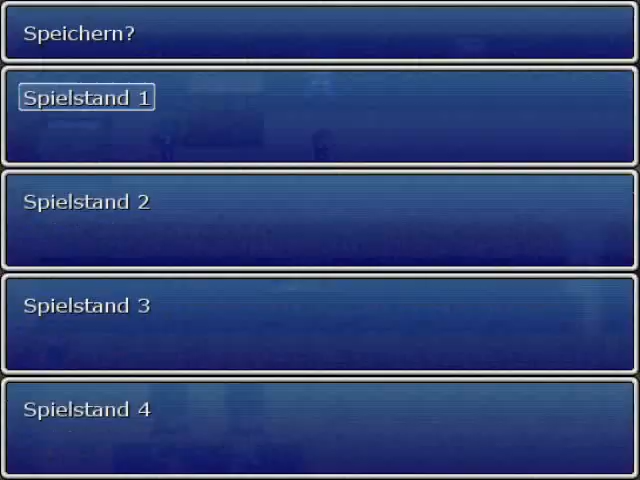 Speichern?
Spielstand 1
Spielstand 2
Spielstand 3
Spielstand 4